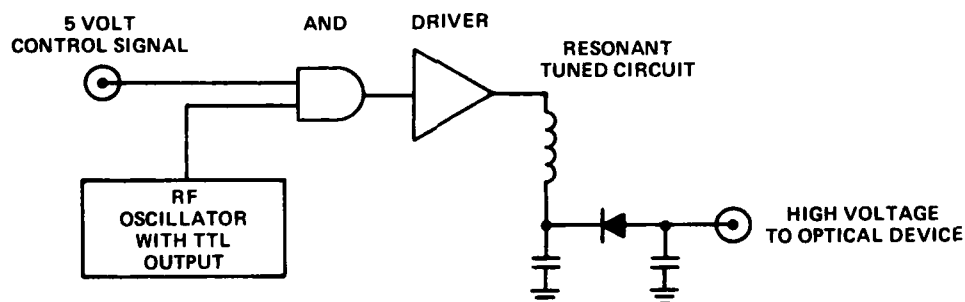 5 VOLT
CONTROL SIGNAL
AND
DRIVER
RESONANT
TUNED CIRCUIT
RF
OSCILLATOR
WITH TTL
OUTPUT
HIGH VOLTAGE
TO OPTICAL DEVICE